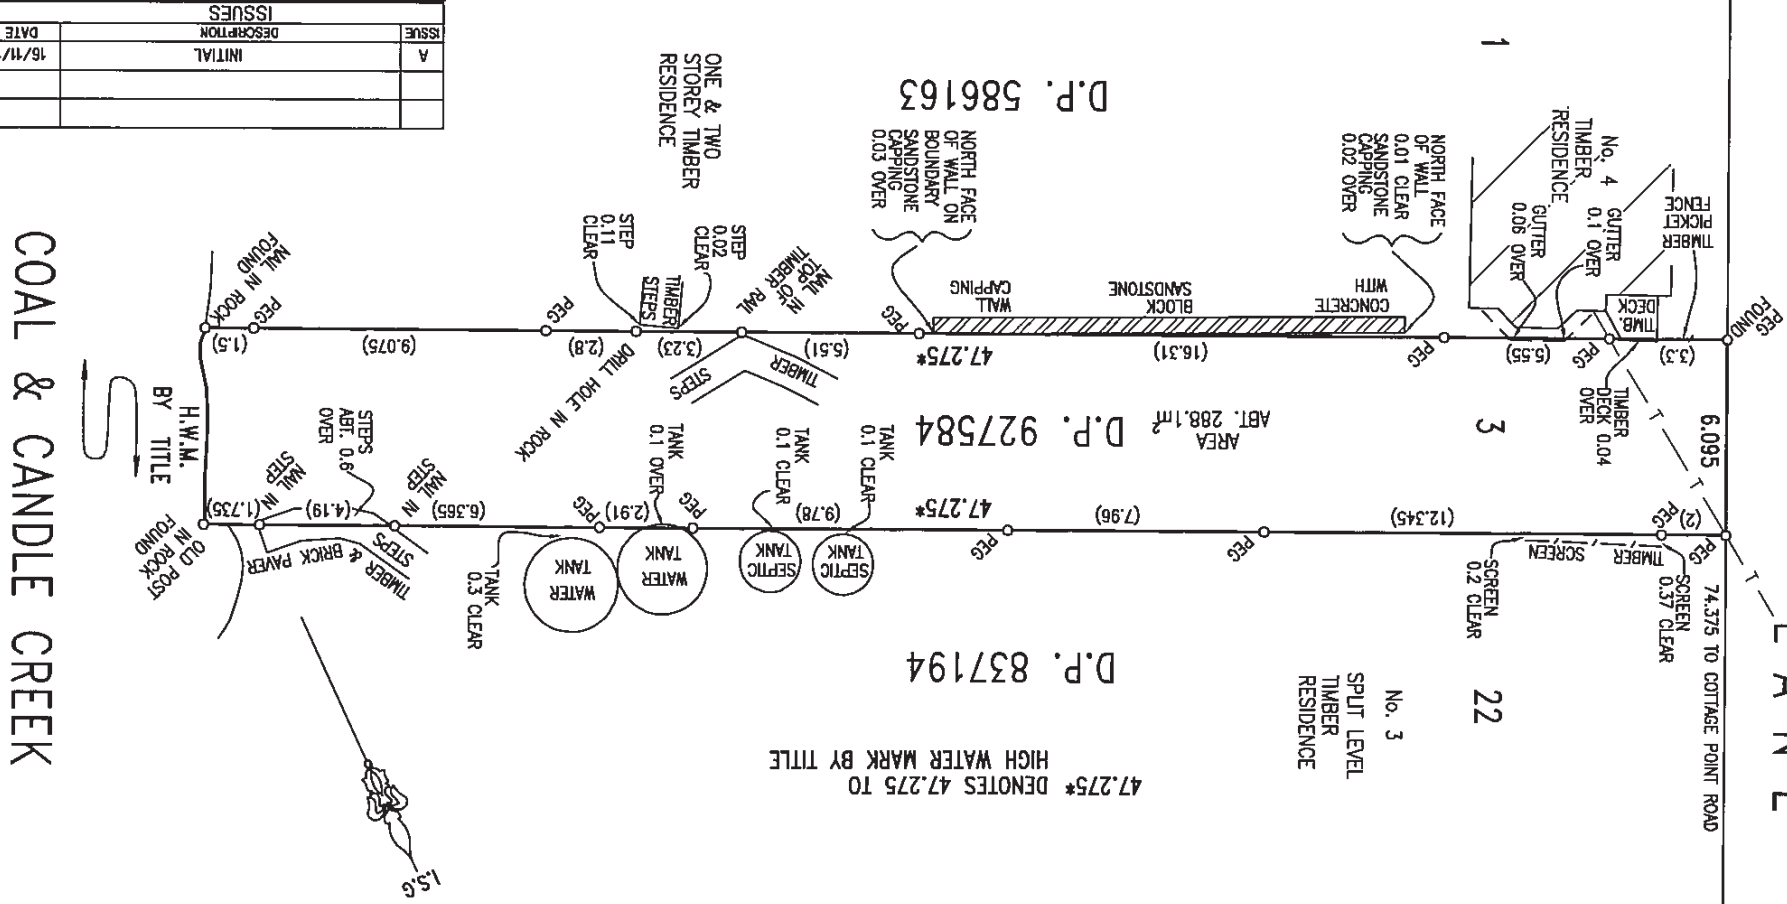 ISSUES
ISSUE DESCRIPTION DATE
A INITIAL 16/11/
COAL & CANDLE CREEK
D.P. 586163
1
ONE & TWO
STOREY TIMBER
RESIDENCE
NORTH FACE
OF WALL ON
BOUNDARY
SANDSTONE
CAPPING
0.03 OVER
NORTH FACE
OF WALL
0.01 CLEAR
SANDSTONE
CAPPING
0.02 OVER
No. 4
TIMBER
RESIDENCE
GUTTER
0.1 OVER
GUTTER
0.06 OVER
TIMBER
PICKET
FENCE
TIMB.
DECK
PEG
FOUND
NAIL IN ROCK
FOUND
PEG
PEG
STEP
0.11
CLEAR
TIMBER
STEPS
STEP
0.02
CLEAR
NAIL IN
TOP OF
TIMBER RAIL
PEG
CONCRETE BLOCK WALL
WITH SANDSTONE CAPPING
PEG
PEG
(1.5)
(9.075)
(2.8)
(3.23)
(5.51)
47.275*
(16.31)
(5.55)
(3.3)
DRILL HOLE IN ROCK
TIMBER
STEPS
TIMBER
DECK 0.04
OVER
D.P. 927584
AREA
ABT. 288.1m²
3
6.095
H.W.M.
BY TITLE
STEPS
ABT. 0.6
OVER
NAIL IN
STEP
NAIL IN
STEP
TANK
0.1 OVER
TANK
0.1 CLEAR
TANK
0.1 CLEAR
47.275*
(1.735)
(4.19)
(6.365)
(2.91)
(9.78)
(7.96)
(12.345)
(2)
PEG
PEG
PEG
PEG
PEG
PEG
OLD POST
IN ROCK
FOUND
TIMBER & BRICK PAVER
STEPS
TANK
0.3 CLEAR
WATER
TANK
WATER
TANK
SEPTIC
TANK
SEPTIC
TANK
TIMBER SCREEN
SCREEN
0.2 CLEAR
SCREEN
0.37 CLEAR
74.375 TO COTTAGE POINT ROAD
T
T
T
T
T
LANE
D.P. 837194
22
No. 3
SPLIT LEVEL
TIMBER
RESIDENCE
47.275* DENOTES 47.275 TO
HIGH WATER MARK BY TITLE
I.S.G